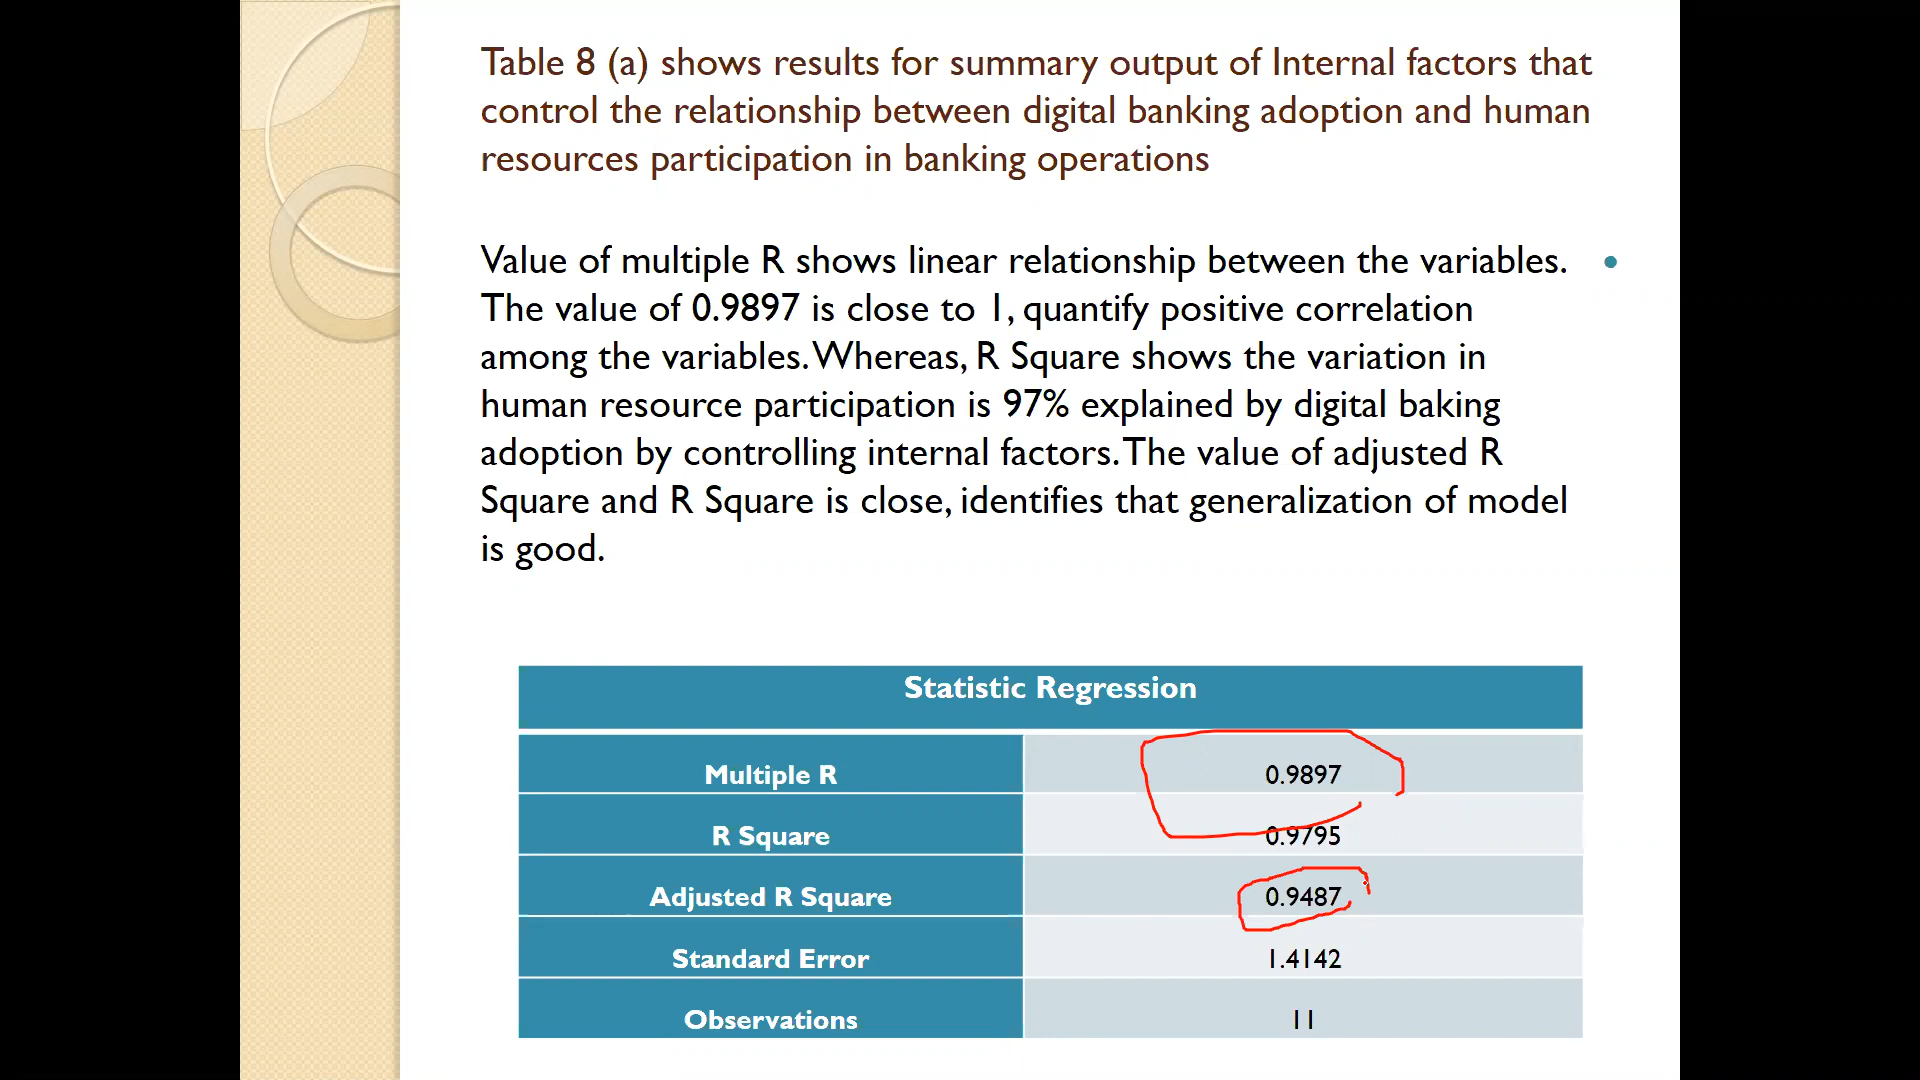 Table 8 (a) shows results for summary output of Internal factors that
control the relationship between digital banking adoption and human
resources participation in banking operations
Value of multiple R shows linear relationship between the variables. •
The value of 0.9897 is close to 1, quantify positive correlation
among the variables. Whereas, R Square shows the variation in
human resource participation is 97% explained by digital baking
adoption by controlling internal factors. The value of adjusted R
Square and R Square is close, identifies that generalization of model
is good.
Statistic Regression
Multiple R 0.9897
R Square 0.9795
Adjusted R Square 0.9487
Standard Error 1.4142
Observations 11